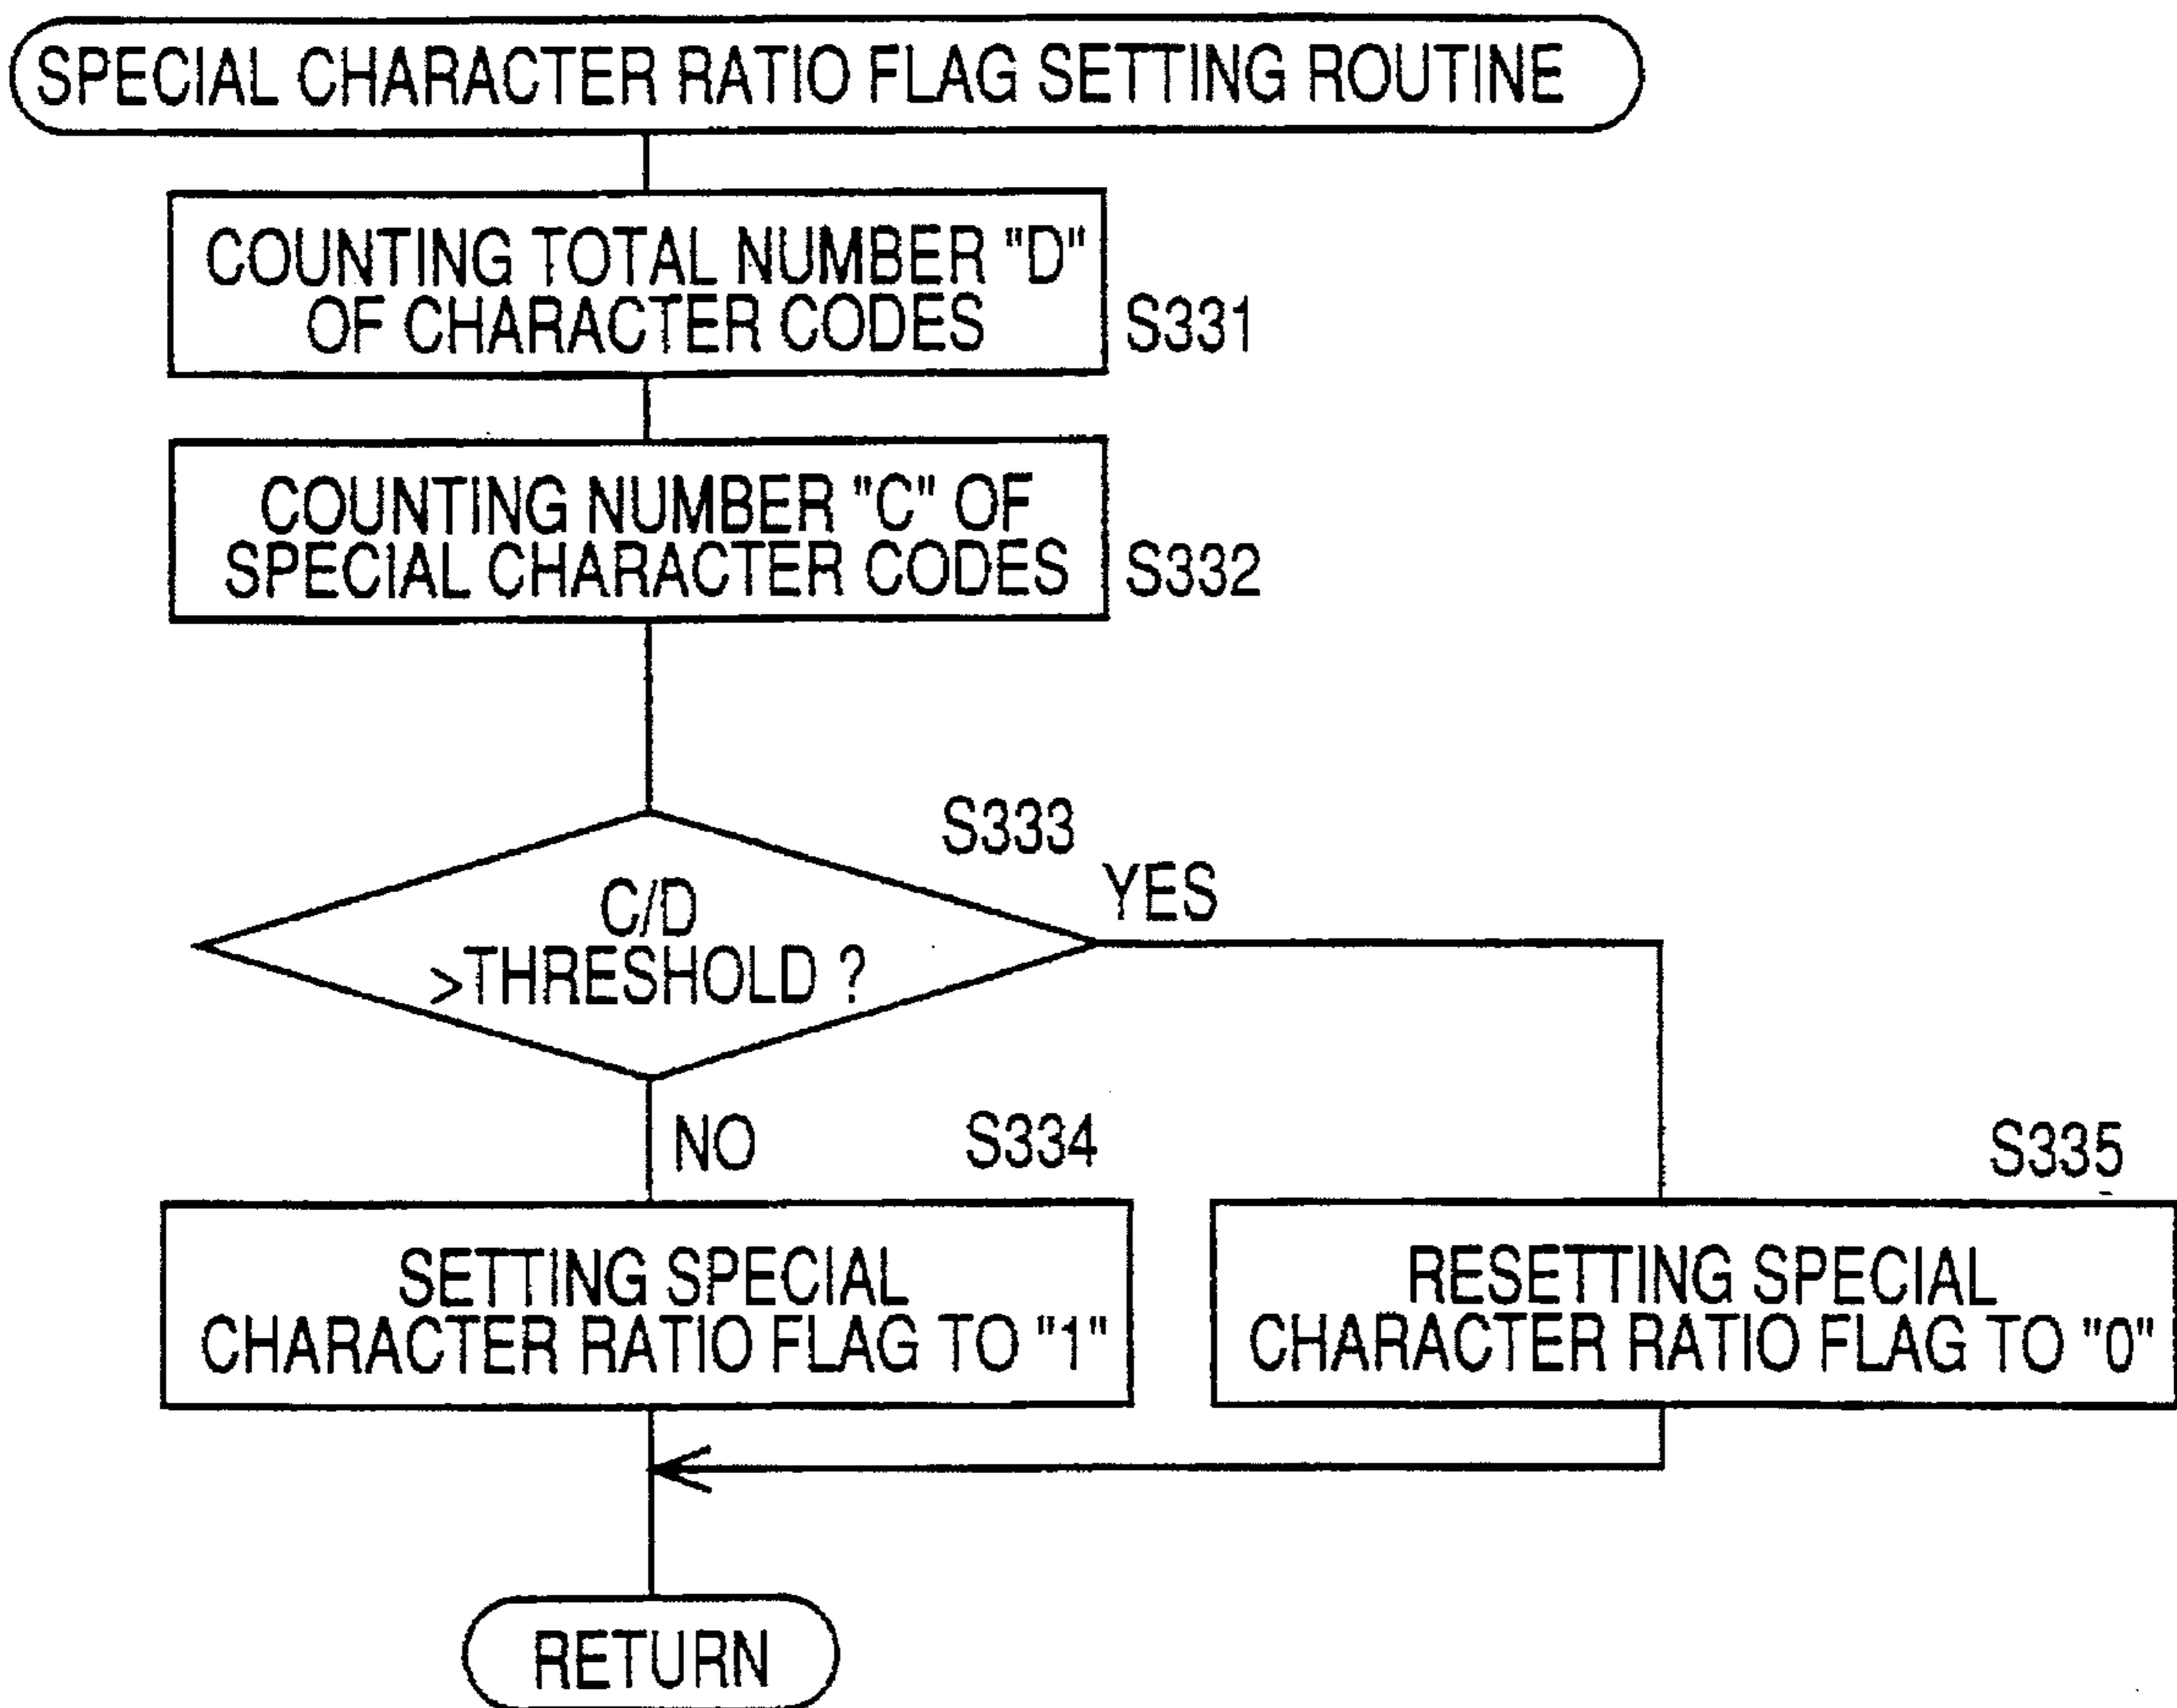 SPECIAL CHARACTER RATIO FLAG SETTING ROUTINE
COUNTING TOTAL NUMBER "D"
OF CHARACTER CODES
S331
COUNTING NUMBER "C" OF
SPECIAL CHARACTER CODES
S332
S333
C/D
>THRESHOLD ?
YES
NO
S334
S335
SETTING SPECIAL
CHARACTER RATIO FLAG TO "1"
RESETTING SPECIAL
CHARACTER RATIO FLAG TO "0"
RETURN